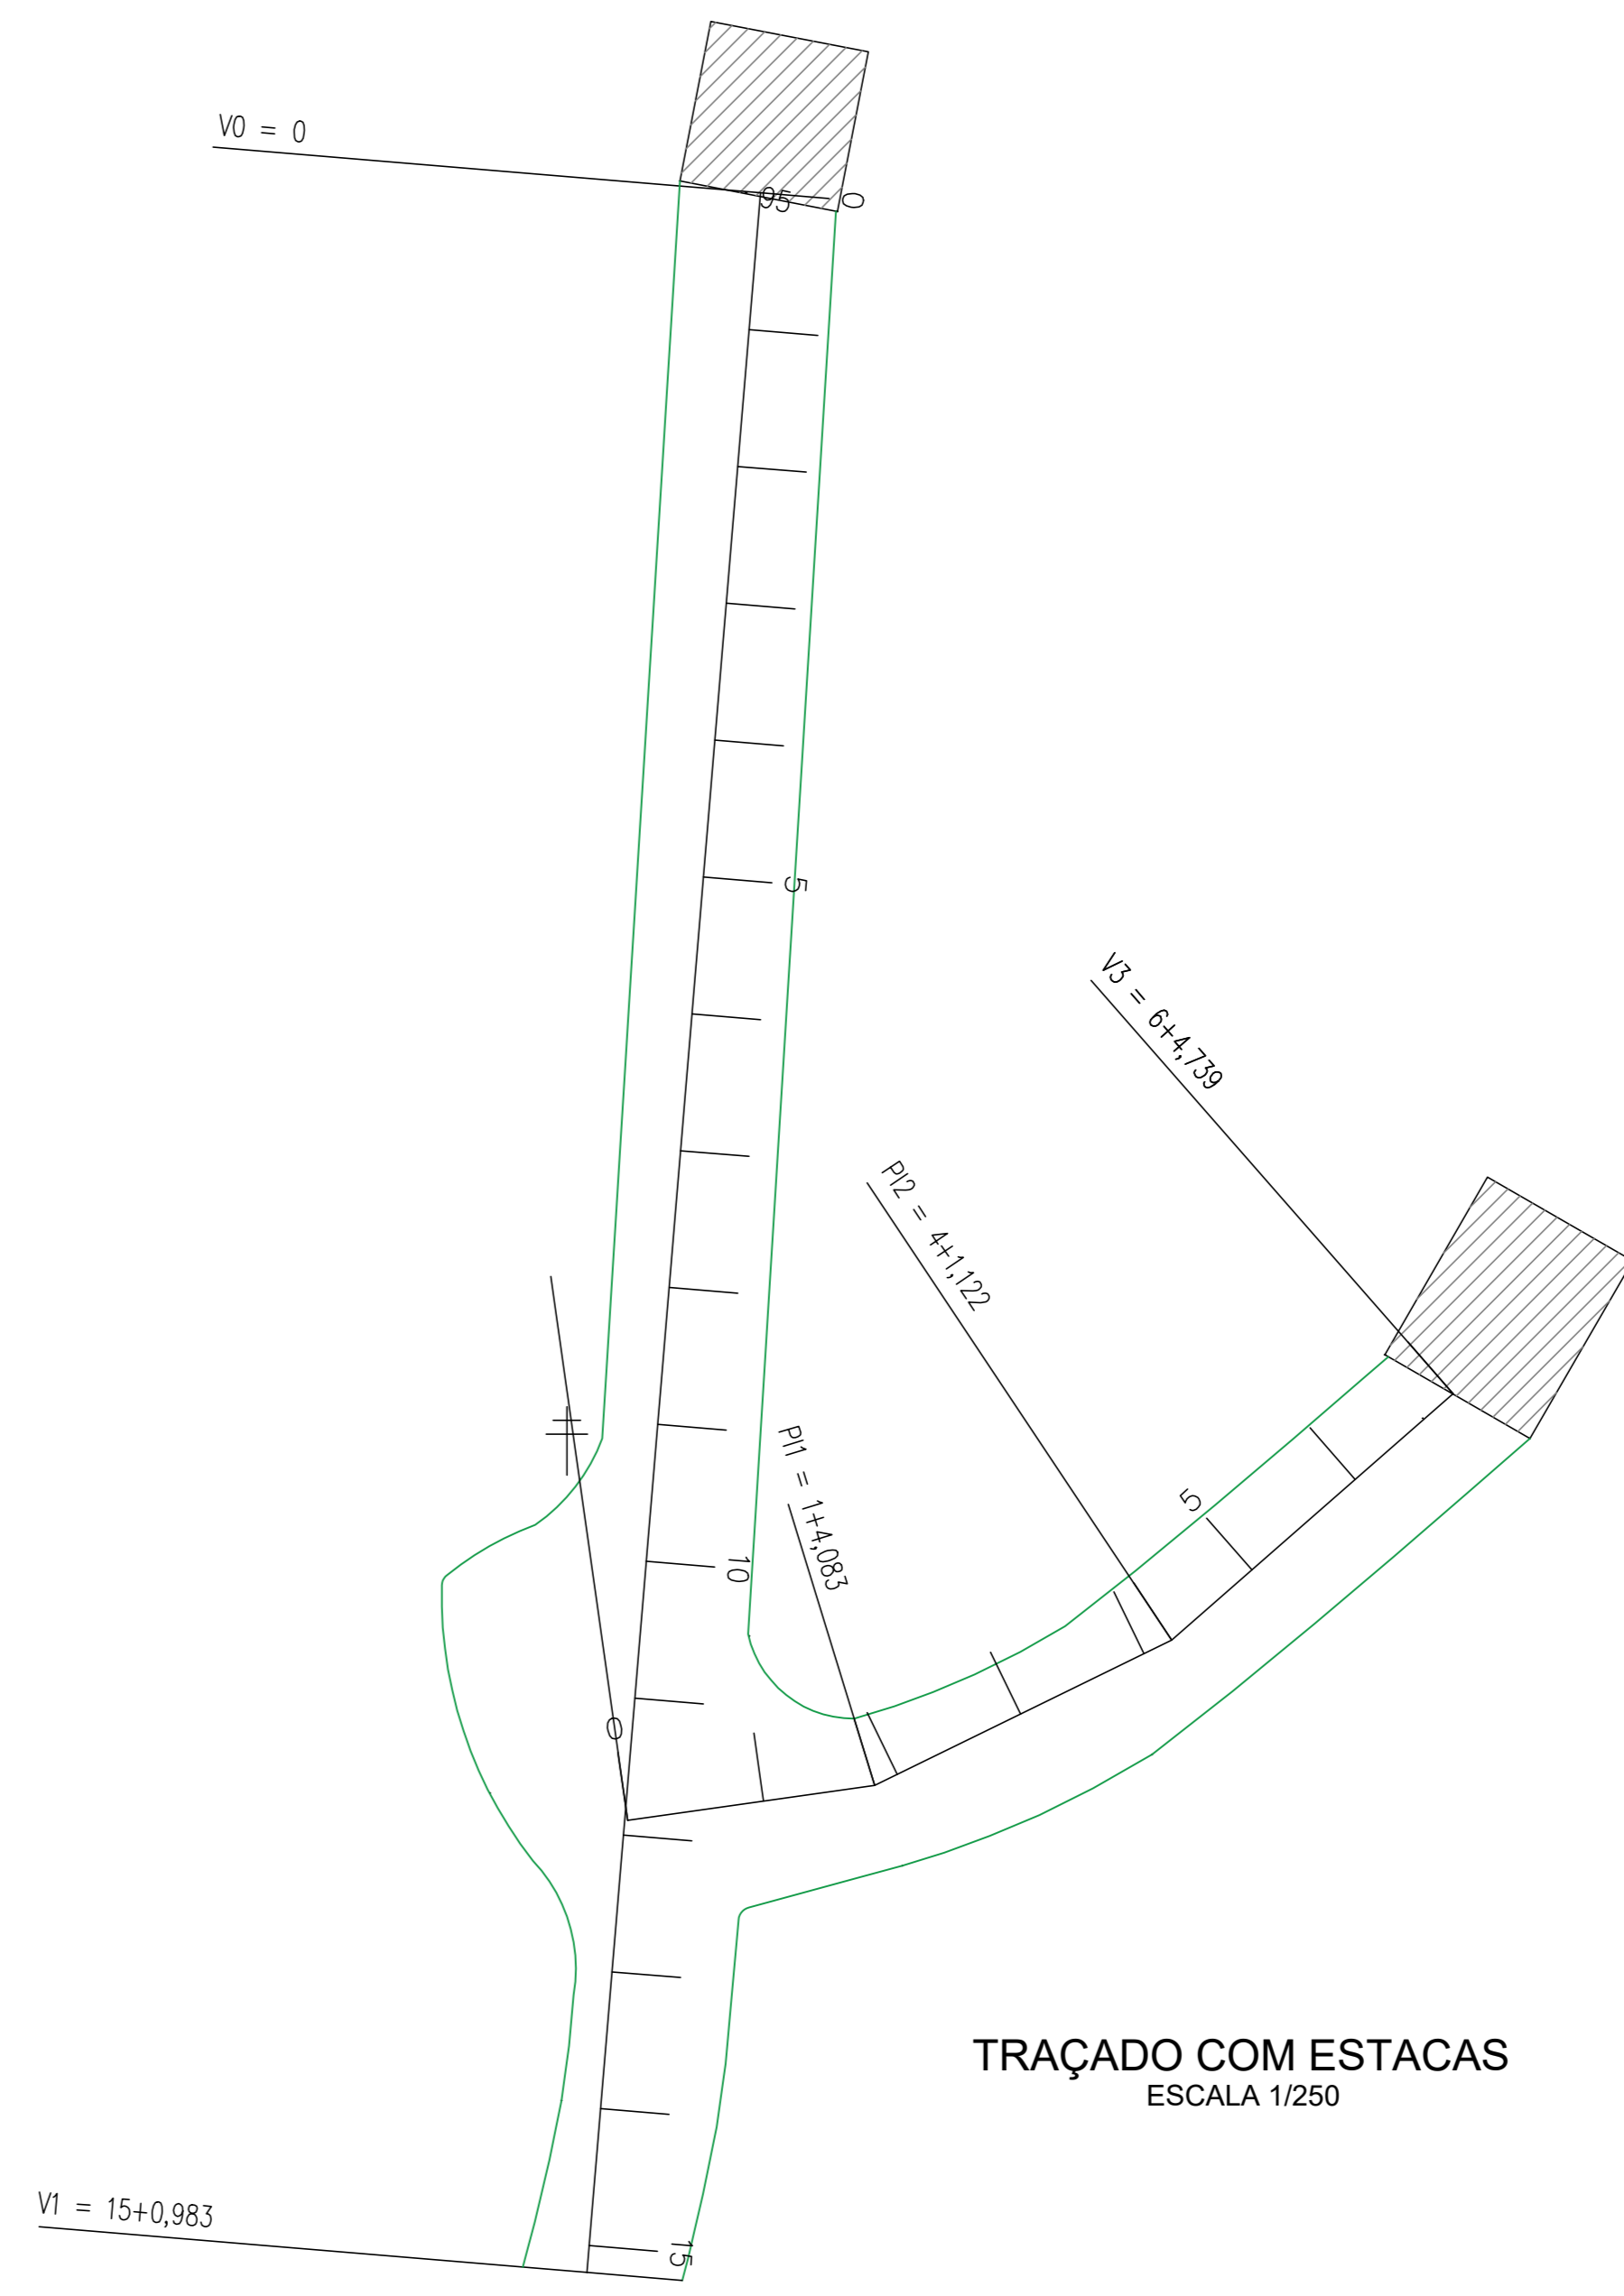 V0 = 0
.95
0
5
V3 = 6+4,739
PI2 = 4+1,122
PI1 = 1+4,083
5
10
0
TRAÇADO COM ESTACAS
ESCALA 1/250
V1 = 15+0,983
15